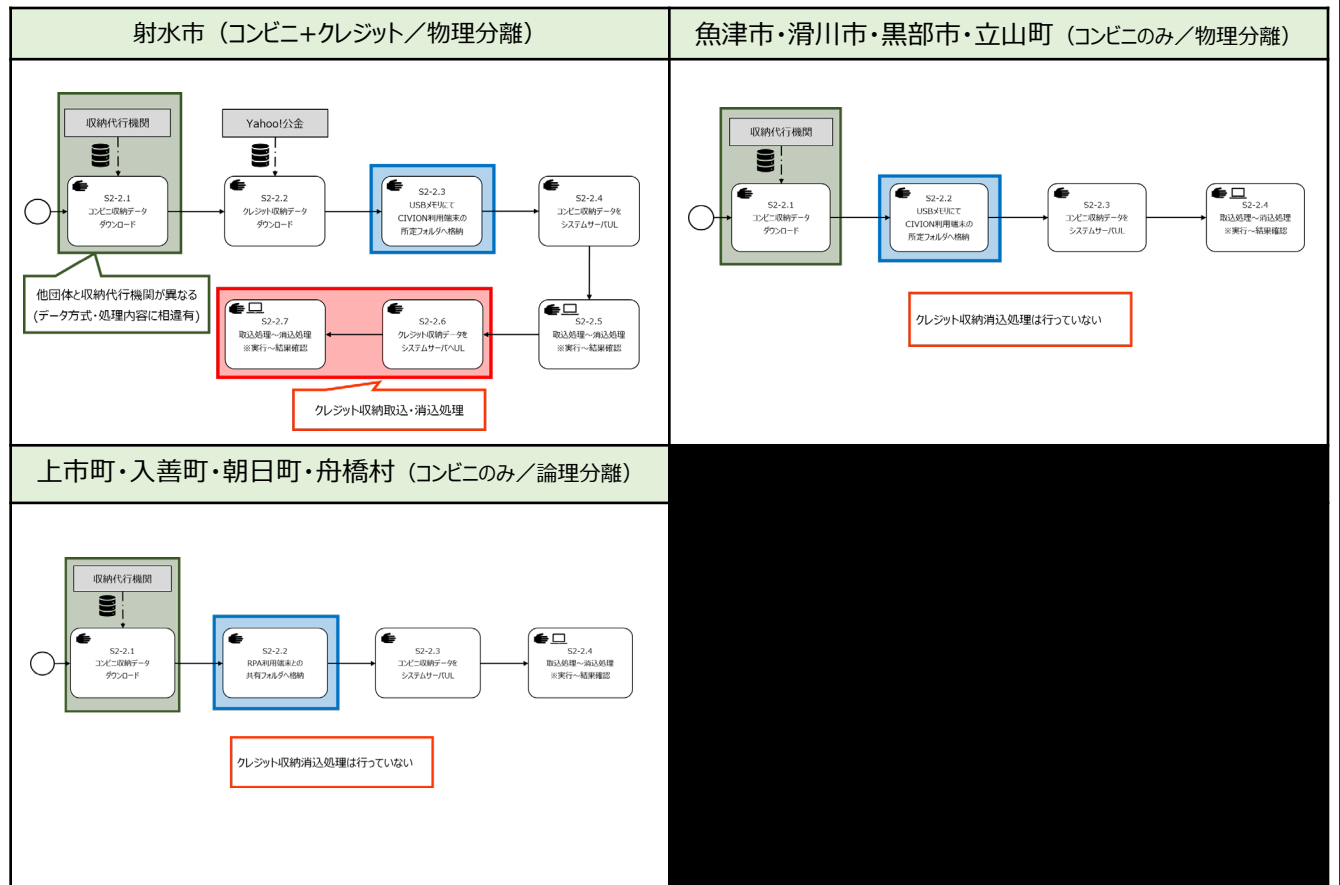 射水市（コンビニ+クレジット／物理分離）
収納代行機関
Yahoo!公金
S2-2.1
コンビニ収納データ
ダウンロード
S2-2.2
クレジット収納データ
ダウンロード
S2-2.3
USBメモリにて
CIVION利用端末の
所定フォルダへ格納
S2-2.4
コンビニ収納データを
システムサーバUL
他団体と収納代行機関が異なる
(データ方式・処理内容に相違有)
S2-2.7
取込処理～消込処理
※実行～結果確認
S2-2.6
クレジット収納データを
システムサーバへUL
S2-2.5
取込処理～消込処理
※実行～結果確認
クレジット収納取込・消込処理
魚津市・滑川市・黒部市・立山町（コンビニのみ／物理分離）
収納代行機関
S2-2.1
コンビニ収納データ
ダウンロード
S2-2.2
USBメモリにて
CIVION利用端末の
所定フォルダへ格納
S2-2.3
コンビニ収納データを
システムサーバUL
S2-2.4
取込処理～消込処理
※実行～結果確認
クレジット収納消込処理は行っていない
上市町・入善町・朝日町・舟橋村（コンビニのみ／論理分離）
収納代行機関
S2-2.1
コンビニ収納データ
ダウンロード
S2-2.2
RPA利用端末との
共有フォルダへ格納
S2-2.3
コンビニ収納データを
システムサーバUL
S2-2.4
取込処理～消込処理
※実行～結果確認
クレジット収納消込処理は行っていない